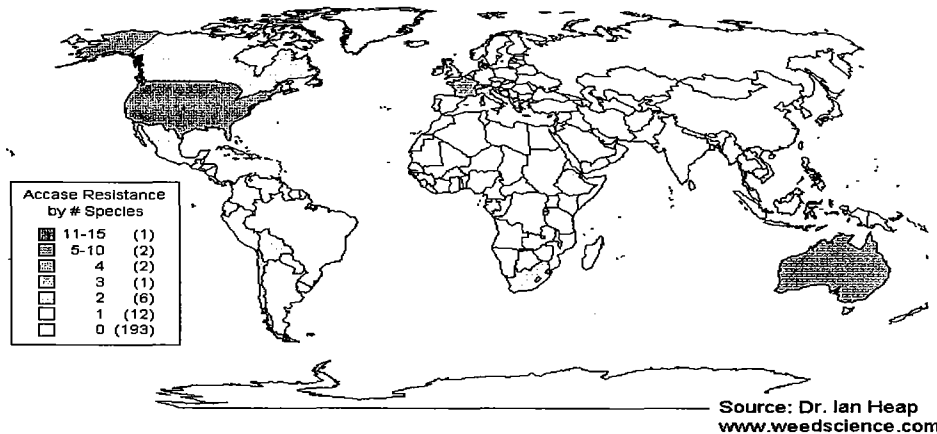 Accase Resistance
by # Species
11-15 (1)
5-10 (2)
4 (2)
3 (1)
2 (6)
1 (12)
0 (193)
Source: Dr. Ian Heap
www.weedscience.com